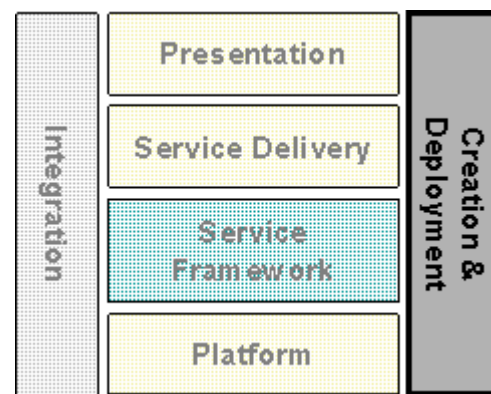 Integration
Presentation
Service Delivery
Service
Framework
Platform
Creation &
Deployment